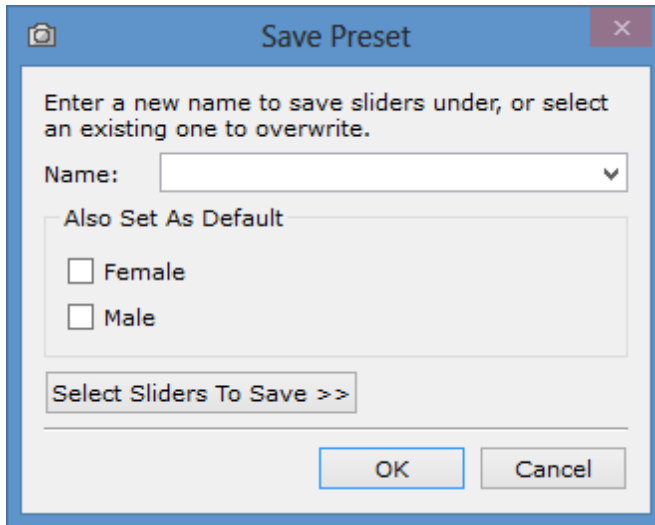 Save Preset
Enter a new name to save sliders under, or select
an existing one to overwrite.
Name:
Also Set As Default
Female
Male
Select Sliders To Save >>
OK Cancel